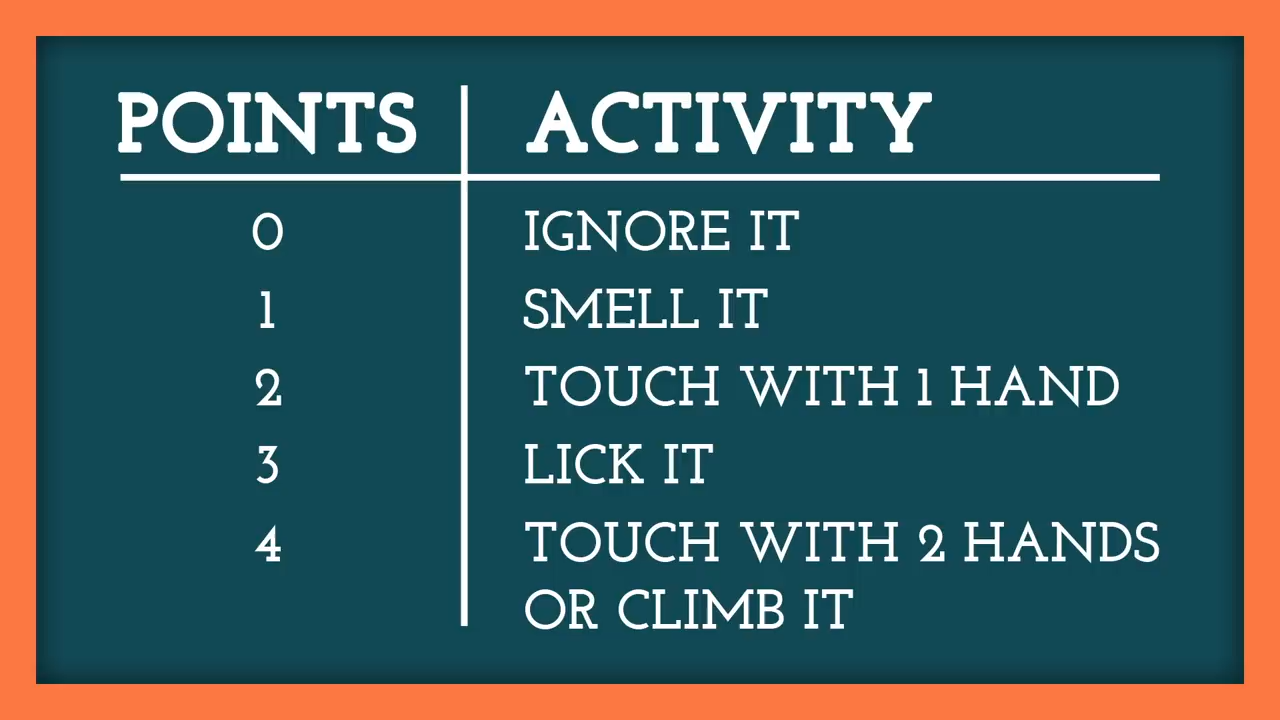 POINTS ACTIVITY
0 IGNORE IT
1 SMELL IT
2 TOUCH WITH 1 HAND
3 LICK IT
4 TOUCH WITH 2 HANDS
OR CLIMB IT